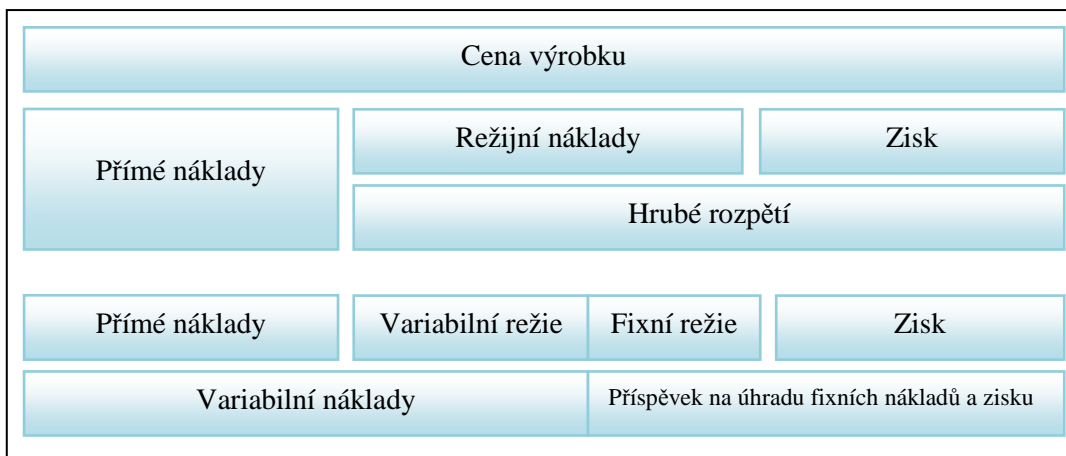 Cena výrobku
Přímé náklady
Režijní náklady
Zisk
Hrubé rozpětí
Přímé náklady
Variabilní režie
Fixní režie
Zisk
Variabilní náklady
Příspěvek na úhradu fixních nákladů a zisku